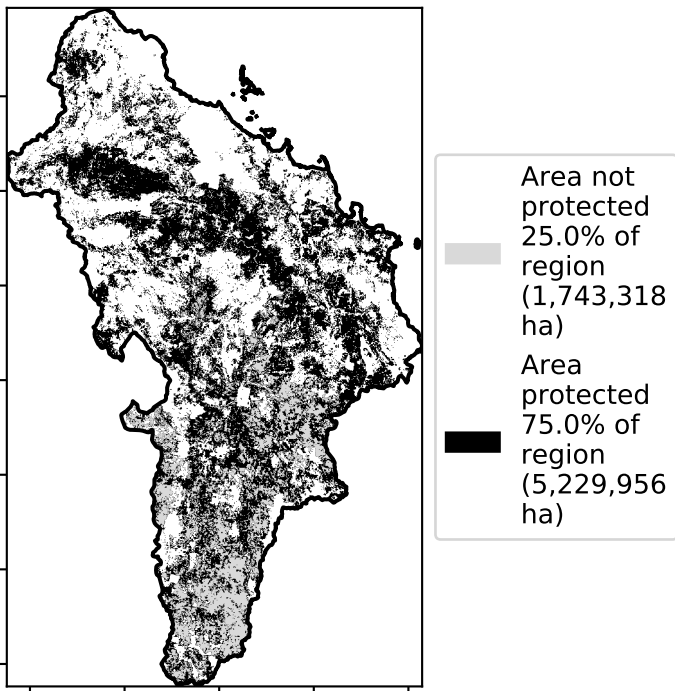 Area not
protected
25.0% of
region
(1,743,318
ha)
Area
protected
75.0% of
region
(5,229,956
ha)